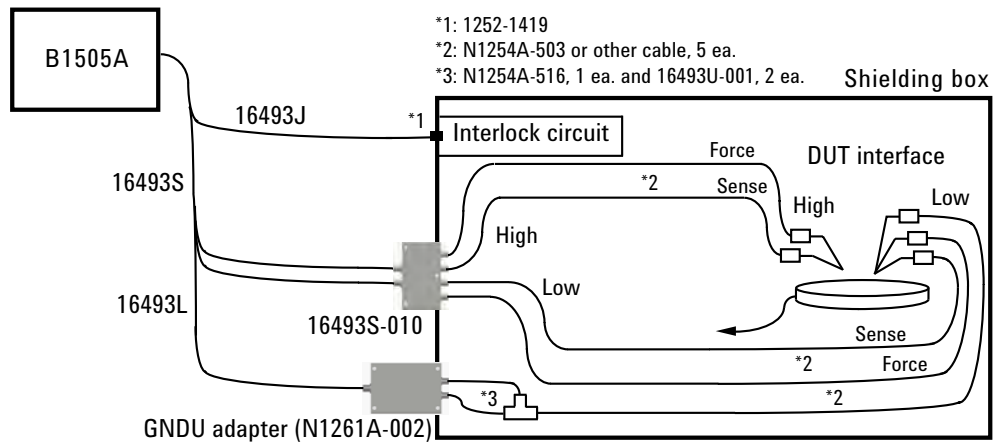 *1: 1252-1419
*2: N1254A-503 or other cable, 5 ea.
*3: N1254A-516, 1 ea. and 16493U-001, 2 ea.
B1505A
Shielding box
16493J
*1
Interlock circuit
Force
DUT interface
16493S
*2
Sense
High
Low
High
Low
16493L
16493S-010
Sense
*2
Force
*3
*2
GNDU adapter (N1261A-002)